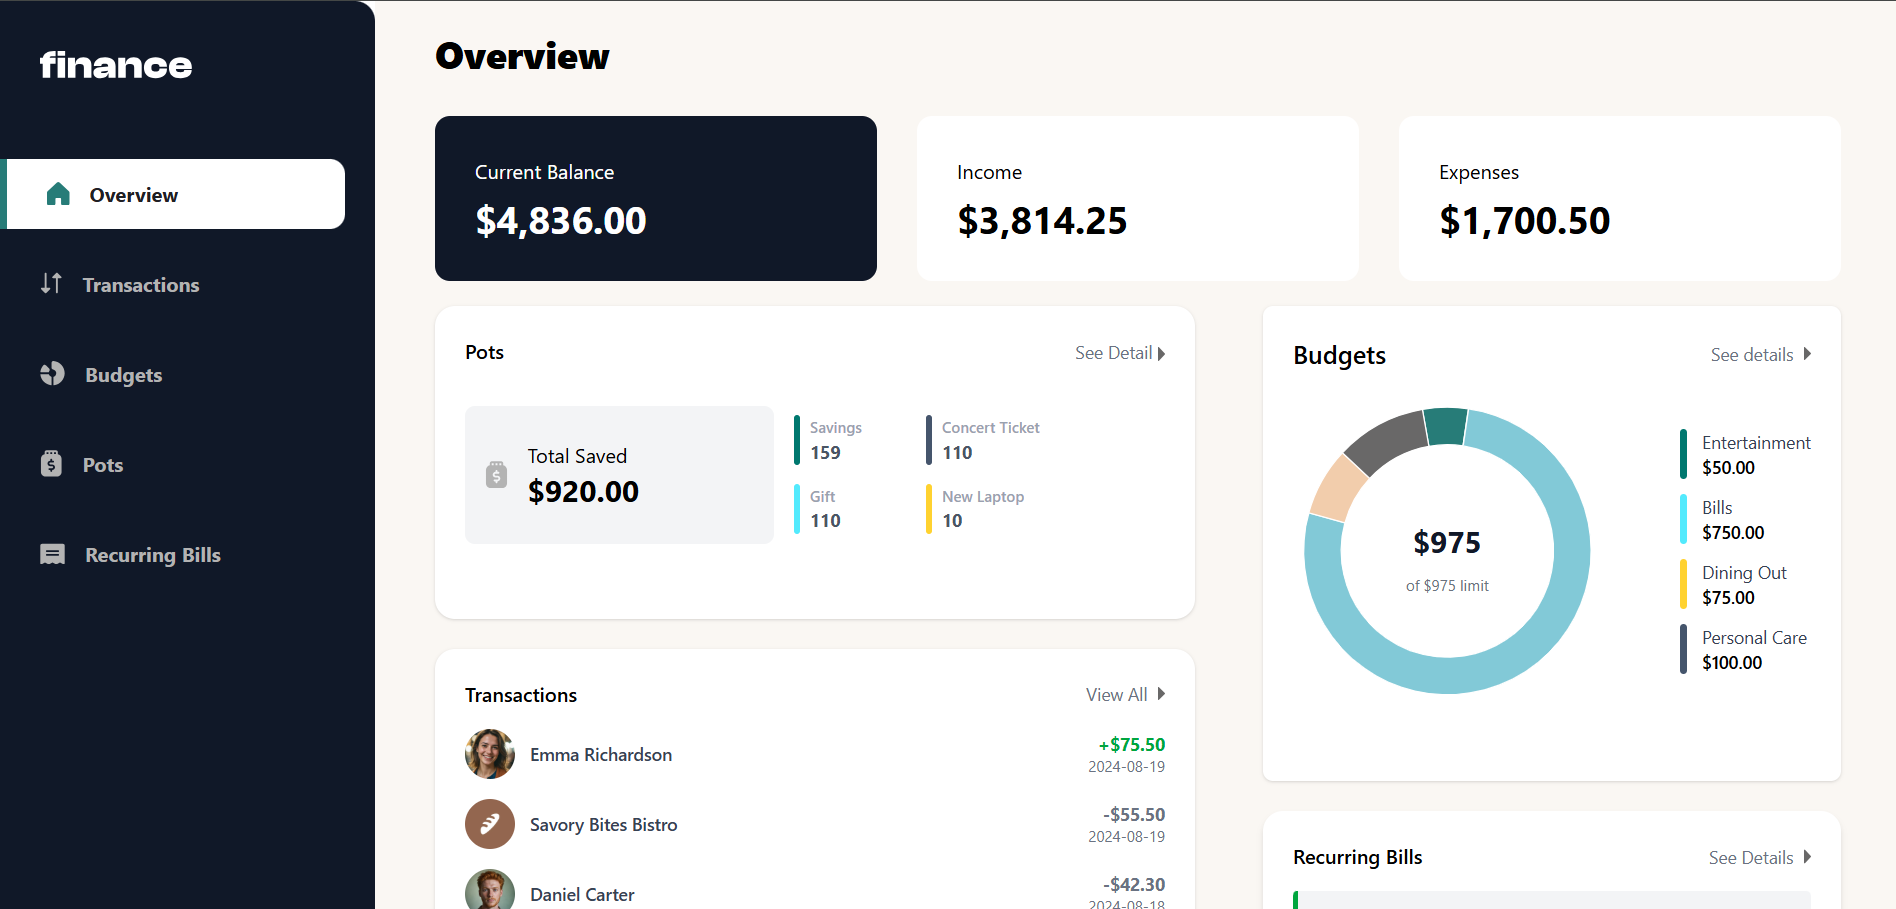 finance
Overview
Transactions
Budgets
Pots
Recurring Bills
Overview
Current Balance
$4,836.00
Income
$3,814.25
Expenses
$1,700.50
Pots
See Detail
Total Saved
$920.00
Savings
159
Concert Ticket
110
Gift
110
New Laptop
10
Transactions
View All
Emma Richardson
+$75.50
2024-08-19
Savory Bites Bistro
-$55.50
2024-08-19
Daniel Carter
-$42.30
2024-08-18
Budgets
See details
$975
of $975 limit
Entertainment
$50.00
Bills
$750.00
Dining Out
$75.00
Personal Care
$100.00
Recurring Bills
See Details